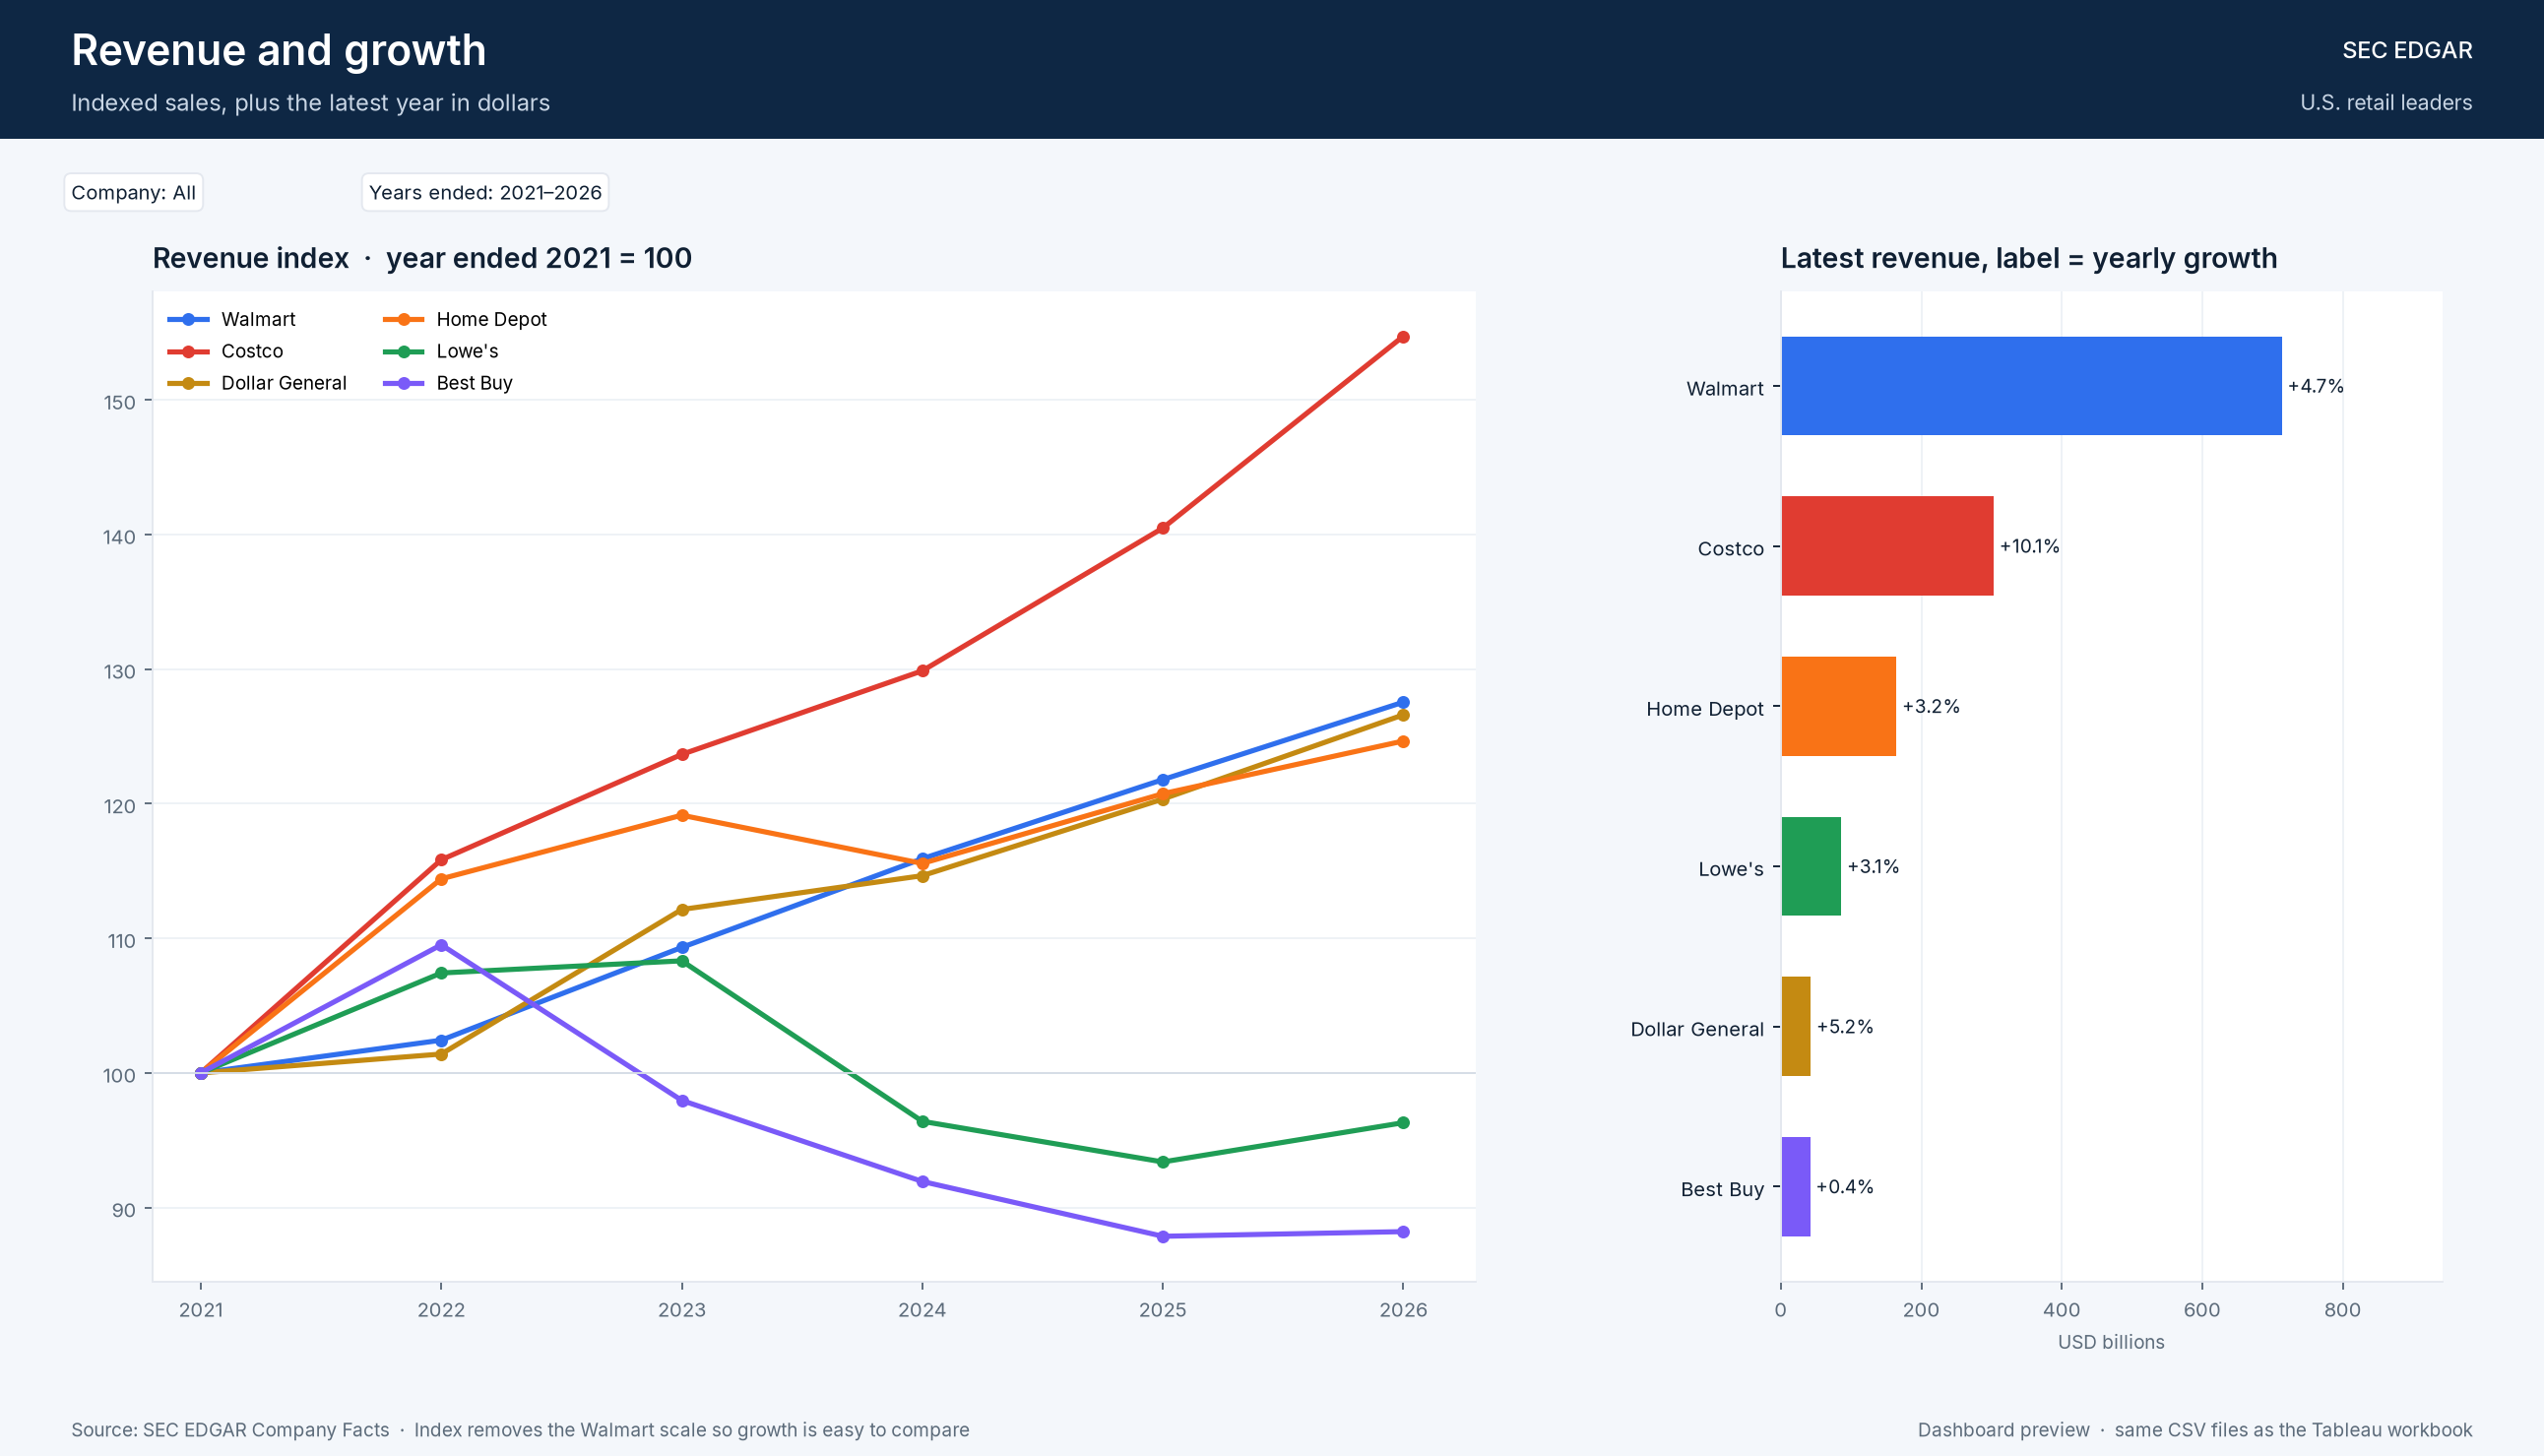 Revenue and growth
SEC EDGAR
Indexed sales, plus the latest year in dollars
U.S. retail leaders
Company: All
Years ended: 2021–2026
Revenue index · year ended 2021 = 100
Walmart
Costco
Dollar General
Home Depot
Lowe's
Best Buy
150
140
130
120
110
100
90
2021
2022
2023
2024
2025
2026
Latest revenue, label = yearly growth
Walmart
+4.7%
Costco
+10.1%
Home Depot
+3.2%
Lowe's
+3.1%
Dollar General
+5.2%
Best Buy
+0.4%
0
200
400
600
800
USD billions
Source: SEC EDGAR Company Facts · Index removes the Walmart scale so growth is easy to compare
Dashboard preview · same CSV files as the Tableau workbook